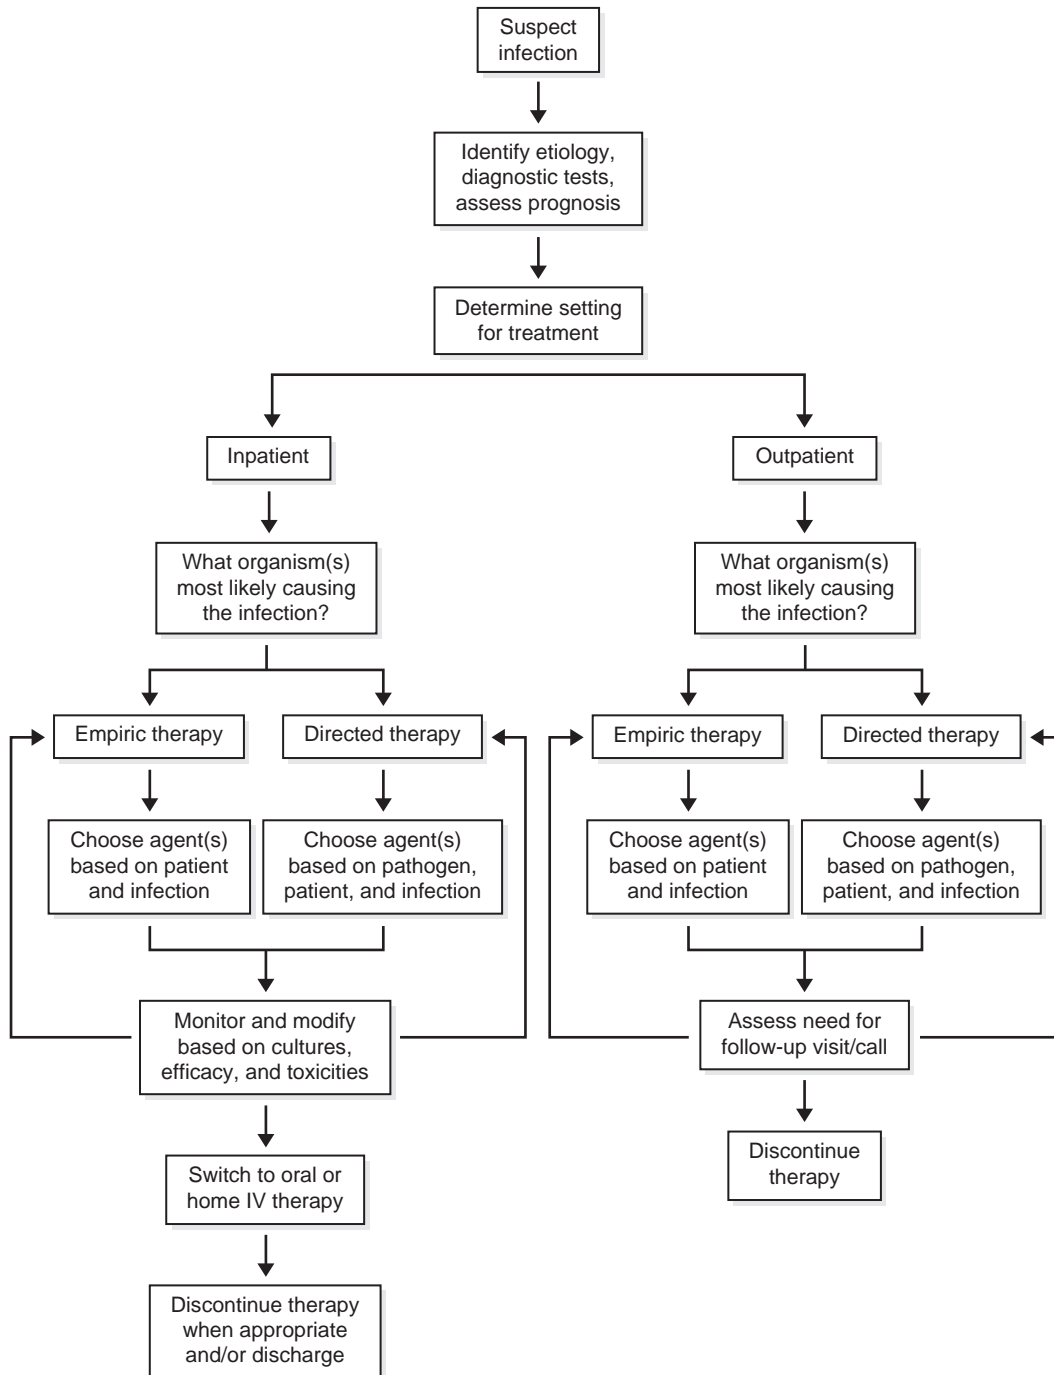 Suspect
infection
Identify etiology,
diagnostic tests,
assess prognosis
Determine setting
for treatment
Inpatient
Outpatient
What organism(s)
most likely causing
the infection?
What organism(s)
most likely causing
the infection?
Empiric therapy
Directed therapy
Empiric therapy
Directed therapy
Choose agent(s)
based on patient
and infection
Choose agent(s)
based on pathogen,
patient, and infection
Choose agent(s)
based on patient
and infection
Choose agent(s)
based on pathogen,
patient, and infection
Monitor and modify
based on cultures,
efficacy, and toxicities
Assess need for
follow-up visit/call
Switch to oral or
home IV therapy
Discontinue
therapy
Discontinue therapy
when appropriate
and/or discharge